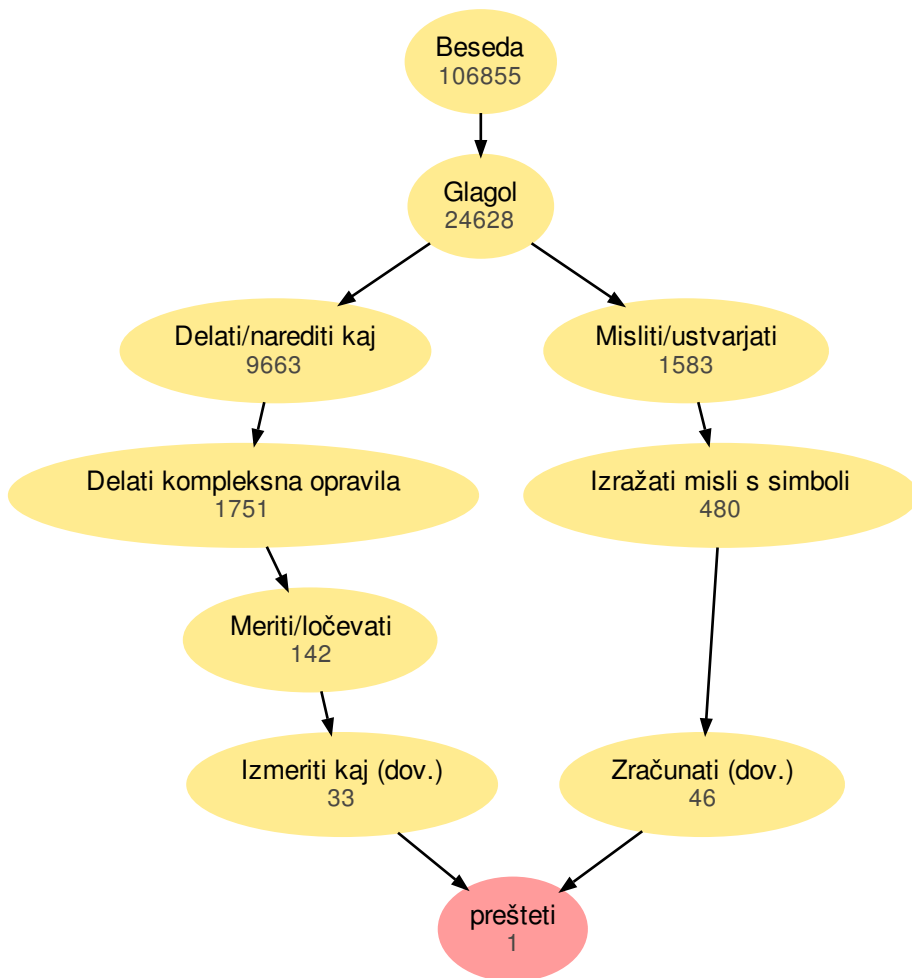 Beseda
106855
Glagol
24628
Delati/narediti kaj
9663
Misliti/ustvarjati
1583
Delati kompleksna opravila
1751
Izražati misli s simboli
480
Meriti/ločevati
142
Izmeriti kaj (dov.)
33
Zračunati (dov.)
46
prešteti
1